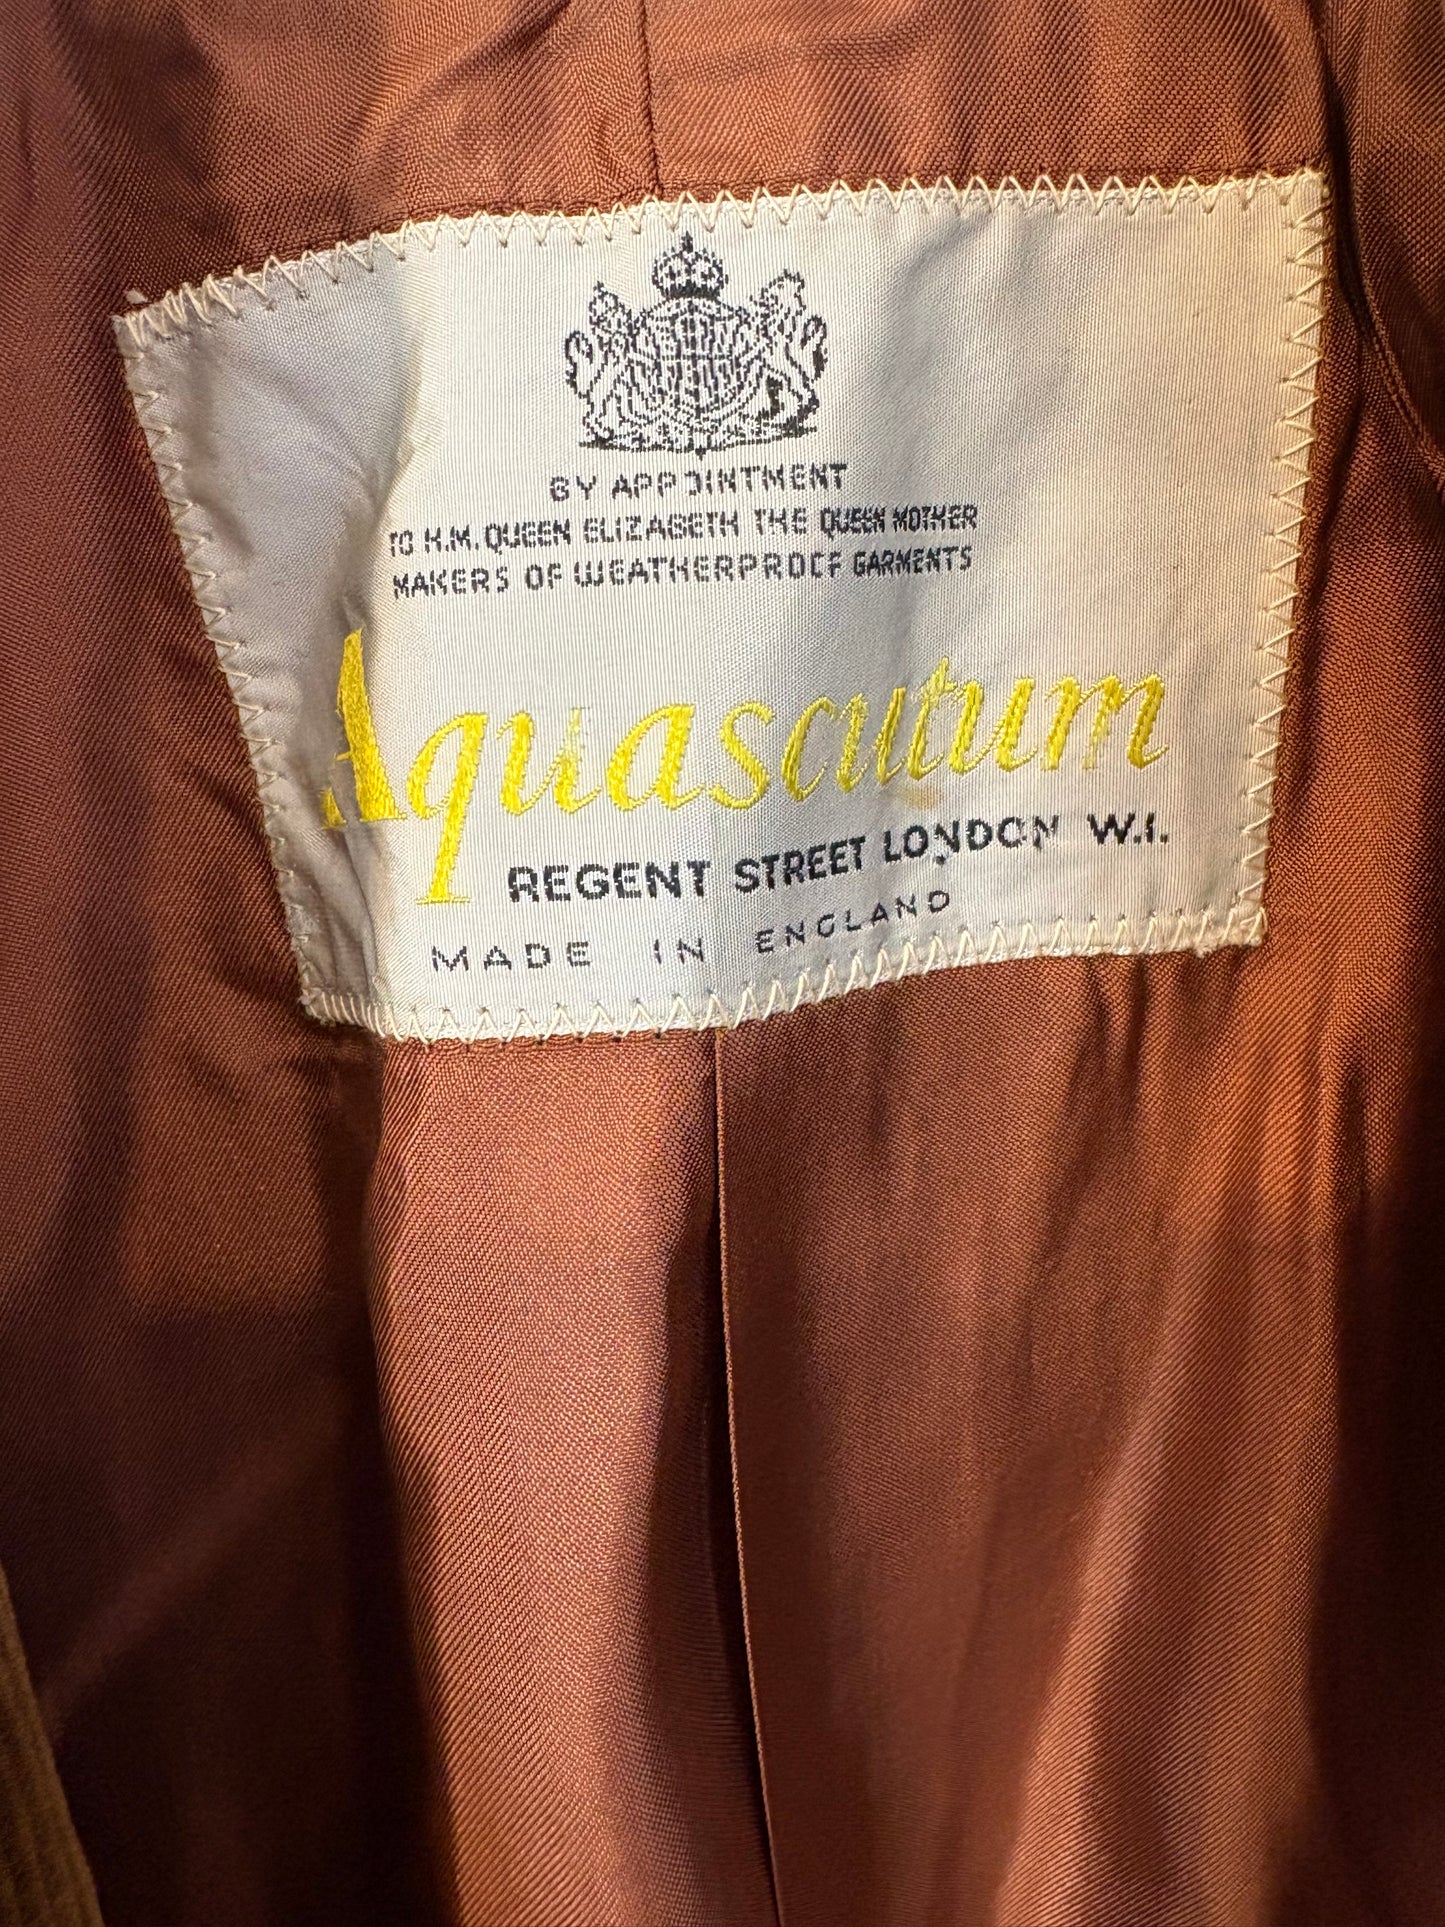 BY APPOINTMENT
TO H.M. QUEEN ELIZABETH THE QUEEN MOTHER
MAKERS OF WEATHERPROOF GARMENTS
Aquascutum
REGENT STREET LONDON W.1.
MADE IN ENGLAND